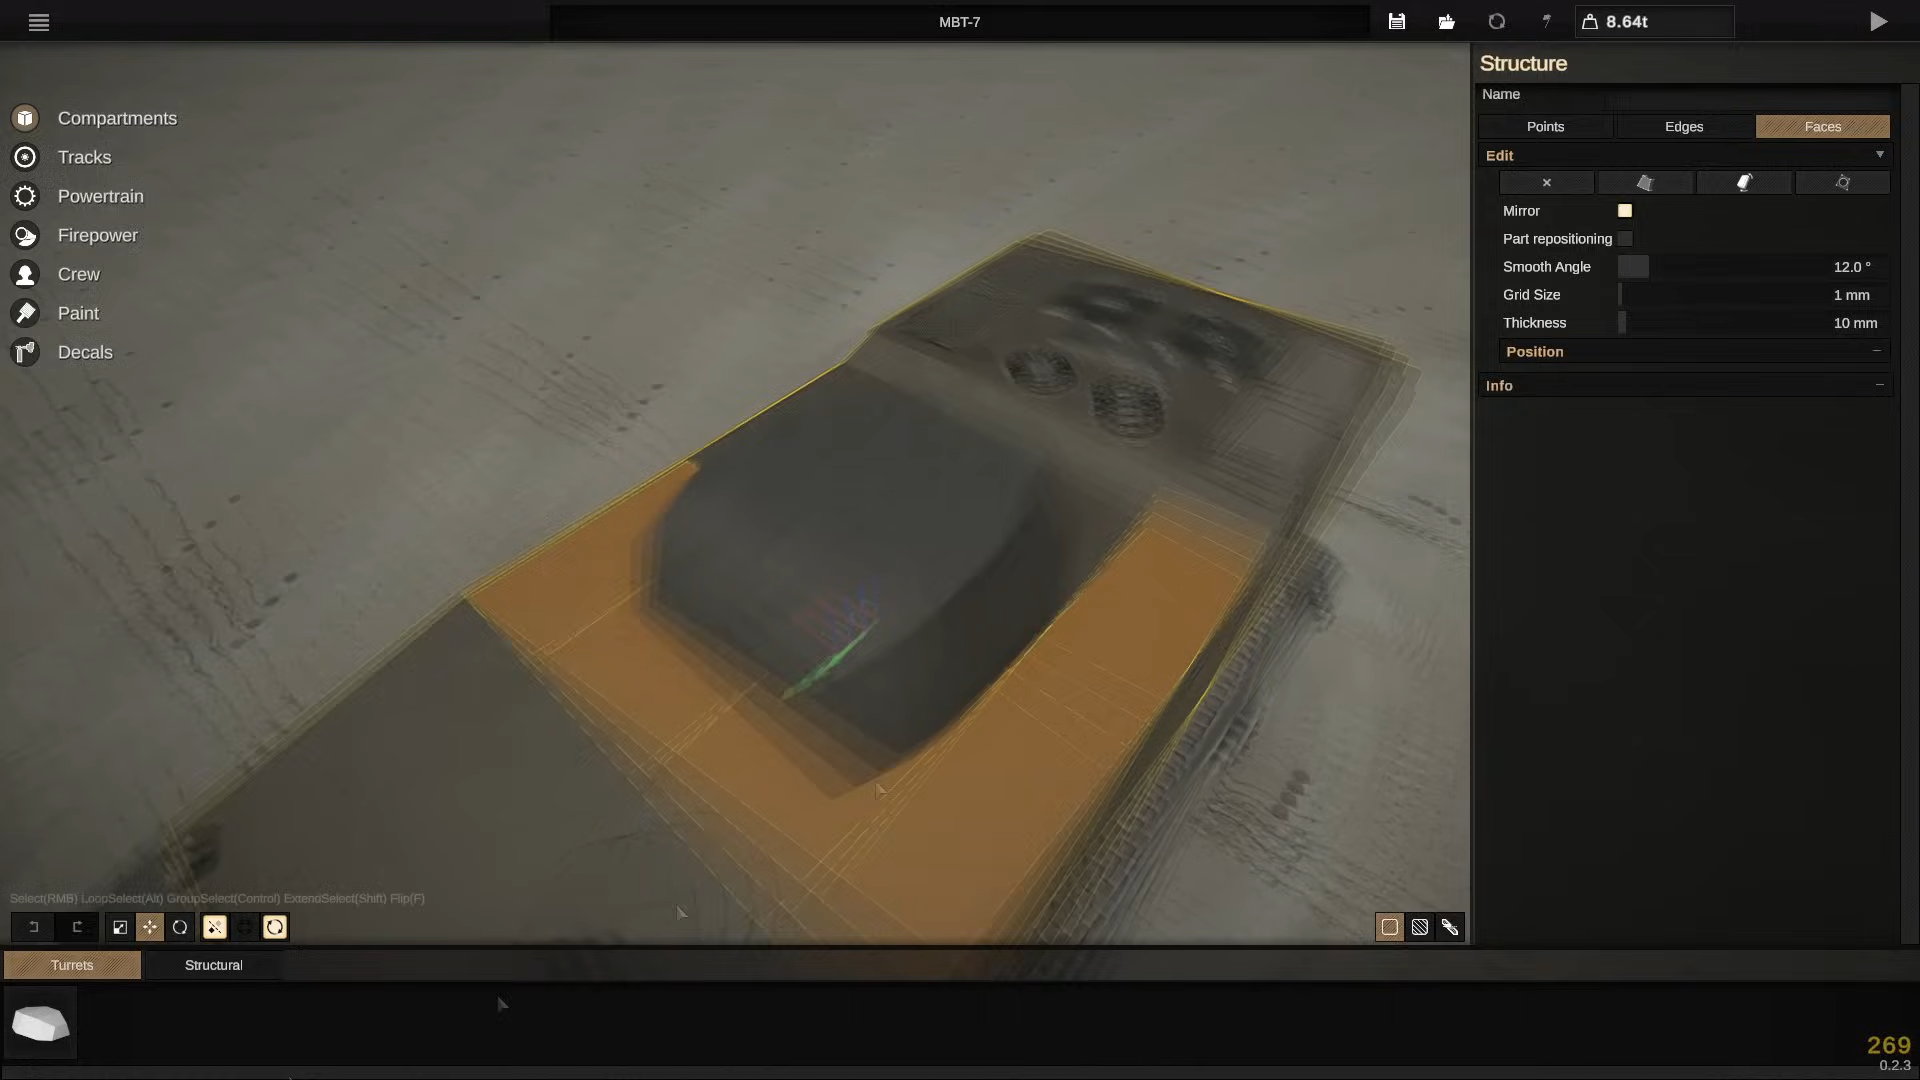 MBT-7
8.64t
Structure
Name
Points
Edges
Faces
Edit
Mirror
Part repositioning
Smooth Angle
12.0 °
Grid Size
1 mm
Thickness
10 mm
Position
Info
Compartments
Tracks
Powertrain
Firepower
Crew
Paint
Decals
Select(RMB) LoopSelect(Alt) GroupSelect(Control) ExtendSelect(Shift) Flip(F)
Turrets
Structural
269
0.2.3